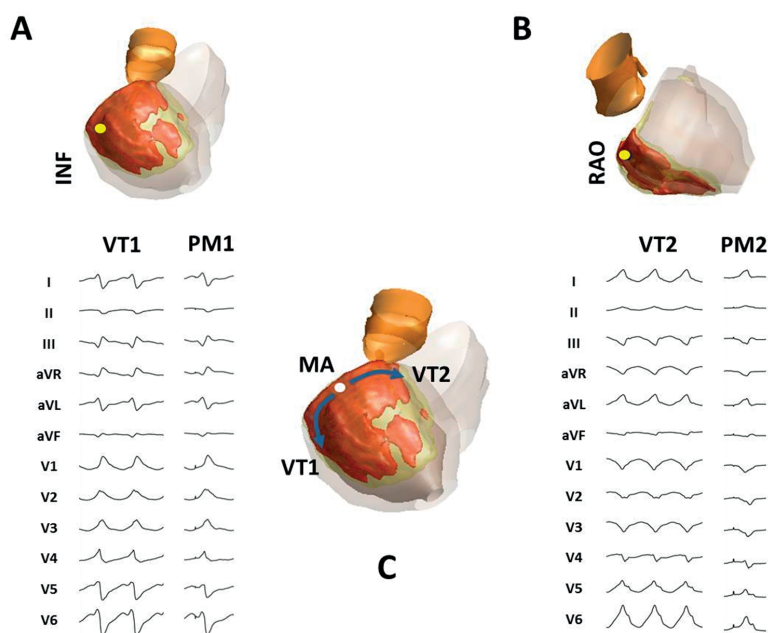 A
INF
VT1 PM1
I
II
III
aVR
aVL
aVF
V1
V2
V3
V4
V5
V6
MA
VT2
VT1
C
B
RAO
VT2 PM2
I
II
III
aVR
aVL
aVF
V1
V2
V3
V4
V5
V6